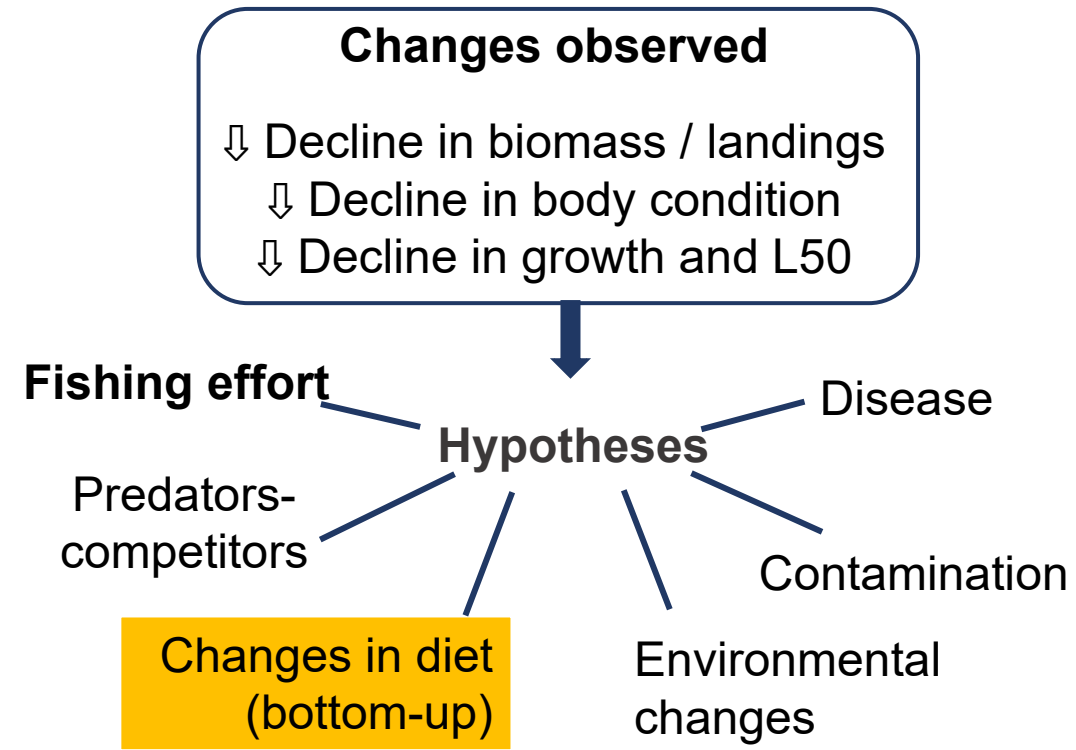 Changes observed
⇩ Decline in biomass / landings
⇩ Decline in body condition
⇩ Decline in growth and L50
Fishing effort
Disease
Hypotheses
Predators-
competitors
Contamination
Changes in diet
(bottom-up)
Environmental
changes